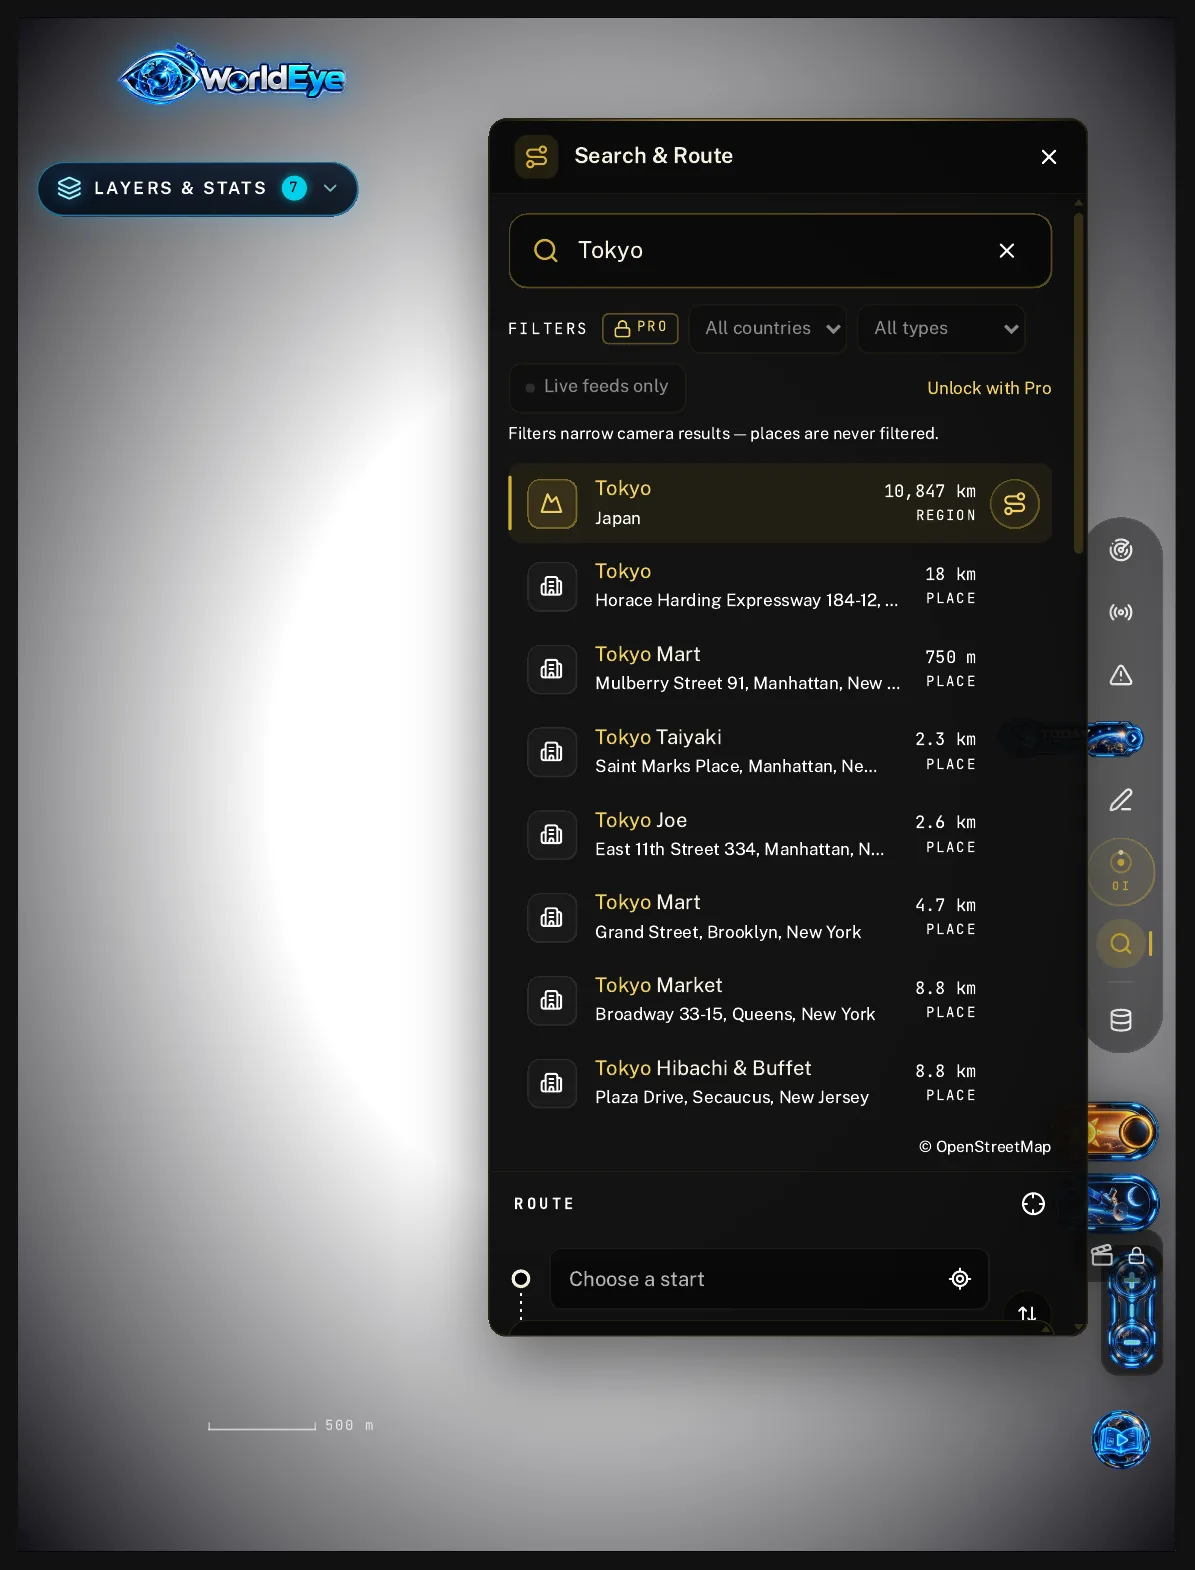 WorldEye
LAYERS & STATS 7
Search & Route
Tokyo
FILTERS PRO All countries All types
Live feeds only Unlock with Pro
Filters narrow camera results — places are never filtered.
Tokyo 10,847 km
Japan REGION
Tokyo 18 km
Horace Harding Expressway 184-12, ... PLACE
Tokyo Mart 750 m
Mulberry Street 91, Manhattan, New ... PLACE
Tokyo Taiyaki 2.3 km
Saint Marks Place, Manhattan, Ne... PLACE
Tokyo Joe 2.6 km
East 11th Street 334, Manhattan, N... PLACE
Tokyo Mart 4.7 km
Grand Street, Brooklyn, New York PLACE
Tokyo Market 8.8 km
Broadway 33-15, Queens, New York PLACE
Tokyo Hibachi & Buffet 8.8 km
Plaza Drive, Secaucus, New Jersey PLACE
© OpenStreetMap
ROUTE
Choose a start
TODAY
OI
500 m